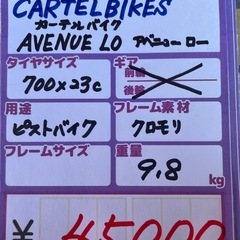 CARTELBIKES
カーテルバイク
AVENUE LO アベニュー ロー
タイヤサイズ ギア
700×23c 前輪
後輪
用途 フレーム素材
ピストバイク クロモリ
フレームサイズ 重量
9.8 kg
¥ 45000